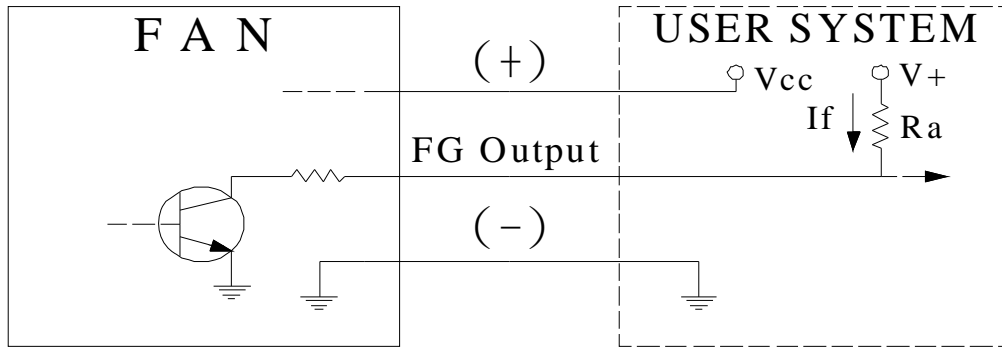 F A N
USER SYSTEM
(+)
Vcc
V+
If
Ra
FG Output
(-)